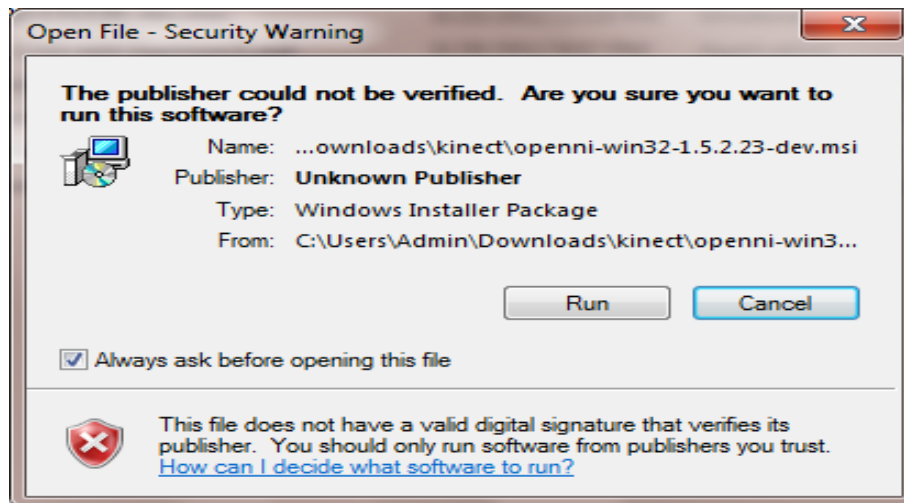 Open File - Security Warning
The publisher could not be verified. Are you sure you want to
run this software?
Name: ...ownloads\kinect\openni-win32-1.5.2.23-dev.msi
Publisher: Unknown Publisher
Type: Windows Installer Package
From: C:\Users\Admin\Downloads\kinect\openni-win3...
Run Cancel
Always ask before opening this file
This file does not have a valid digital signature that verifies its
publisher. You should only run software from publishers you trust.
How can I decide what software to run?